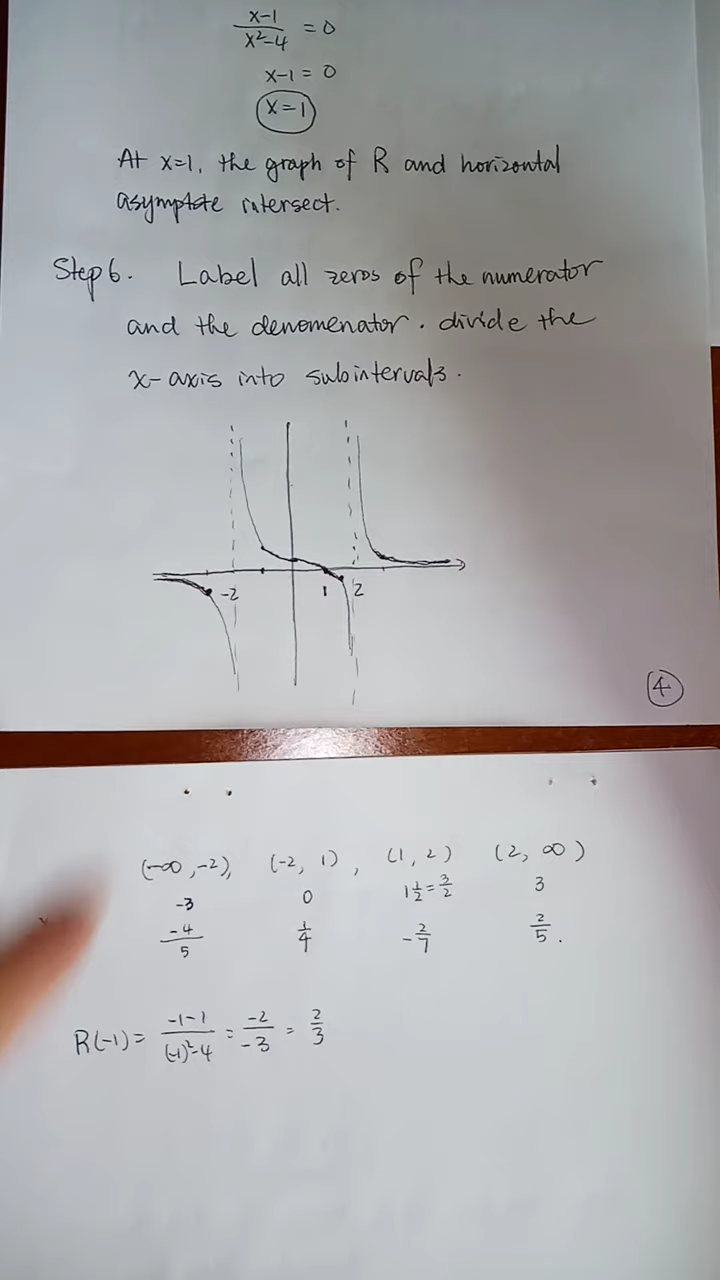 x-1/x²-4 = 0
x-1 = 0
x=1
At x=1, the graph of R and horizontal
asymptote intersect.
Step 6. Label all zeros of the numerator
and the denomenator. divide the
x-axis into subintervals.
-2 1 2
4
(-∞,-2), (-2, 1), (1, 2) (2, ∞)
-3 0 1 1/2 = 3/2 3
-4/5 1/4 -2/7 2/5.
R(-1) = -1-1/(-1)²-4 = -2/-3 = 2/3